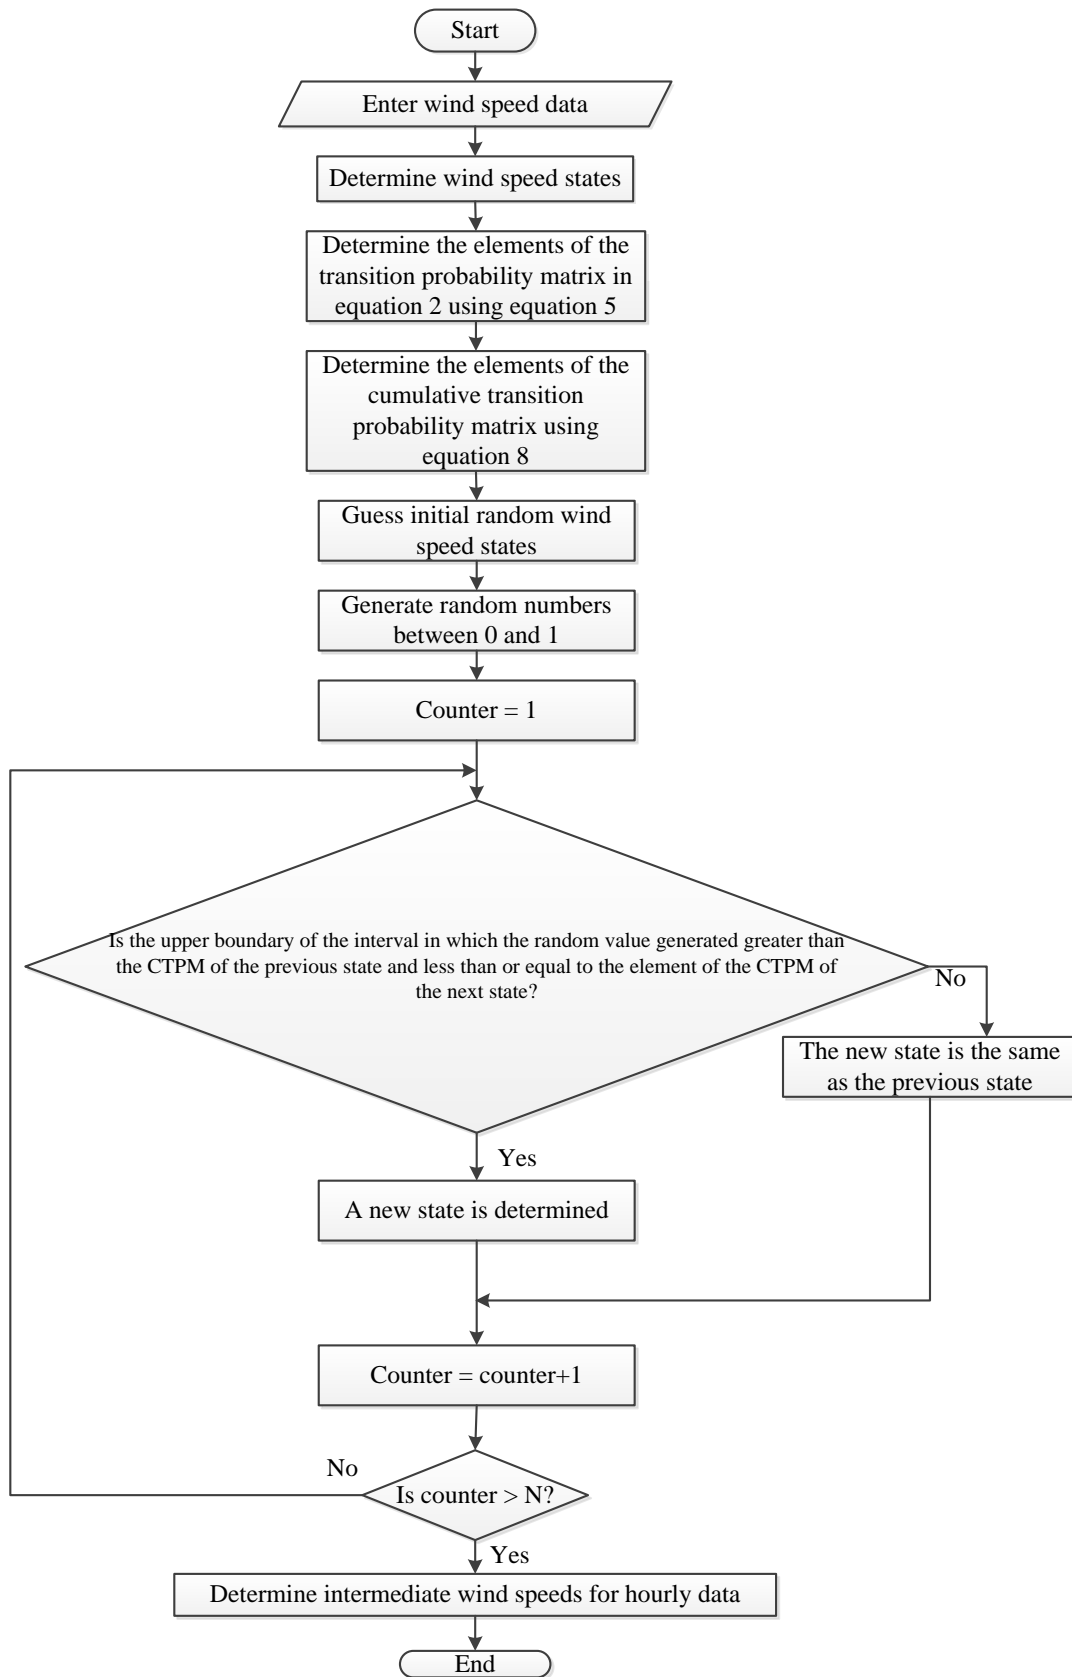 Start
Enter wind speed data
Determine wind speed states
Determine the elements of the
transition probability matrix in
equation 2 using equation 5
Determine the elements of the
cumulative transition
probability matrix using
equation 8
Guess initial random wind
speed states
Generate random numbers
between 0 and 1
Counter = 1
Is the upper boundary of the interval in which the random value generated greater than
the CTPM of the previous state and less than or equal to the element of the CTPM of
the next state?
No
The new state is the same
as the previous state
Yes
A new state is determined
Counter = counter+1
No
Is counter > N?
Yes
Determine intermediate wind speeds for hourly data
End